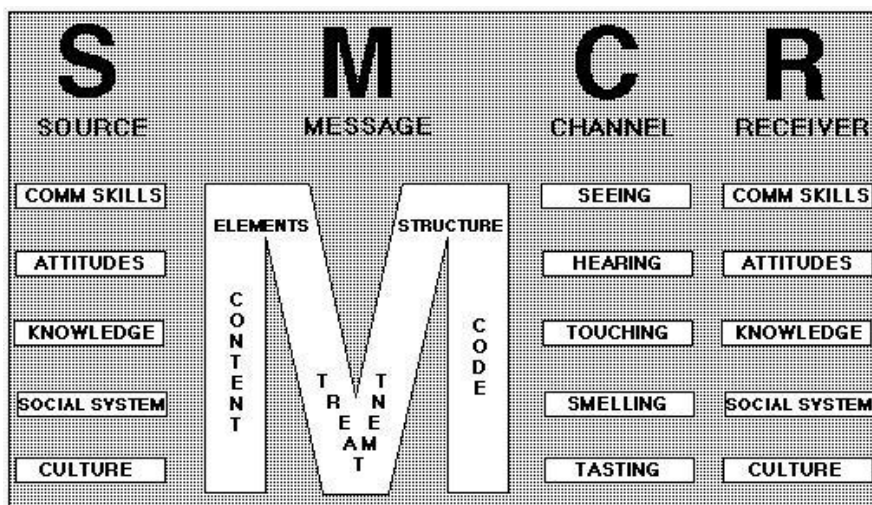 S M C R
SOURCE MESSAGE CHANNEL RECEIVER
COMM SKILLS
ATTITUDES
KNOWLEDGE
SOCIAL SYSTEM
CULTURE
ELEMENTS STRUCTURE
CONTENT
TREATMENT
CODE
SEEING
HEARING
TOUCHING
SMELLING
TASTING
COMM SKILLS
ATTITUDES
KNOWLEDGE
SOCIAL SYSTEM
CULTURE